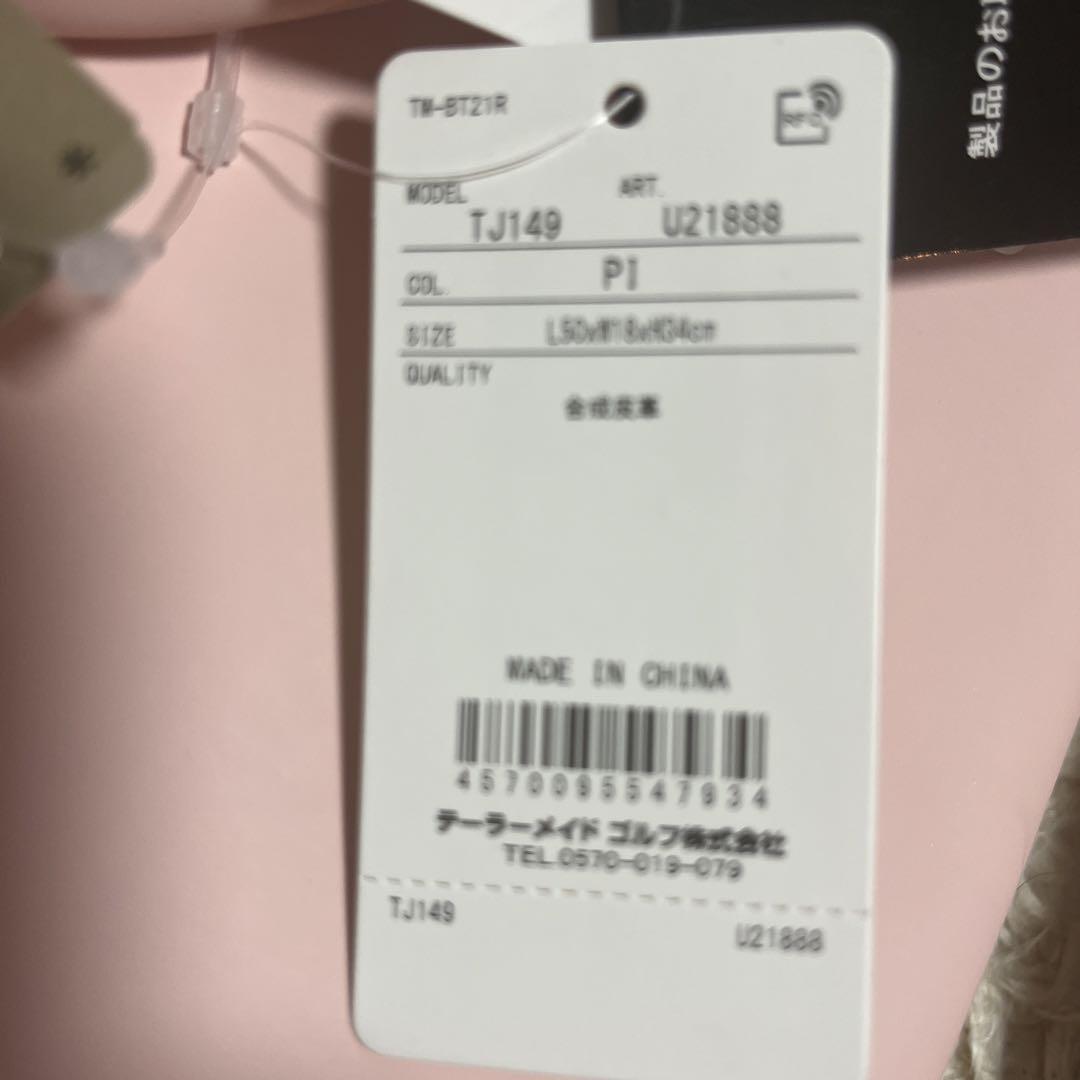 TM-BT21R
RFID
MODEL TJ149 ART. U21888
COL. PI
SIZE L50xW18xH34cm
QUALITY
合成皮革
MADE IN CHINA
4570095547934
テーラーメイド ゴルフ株式会社
TEL.0570-019-079
TJ149 U21888
製品のお